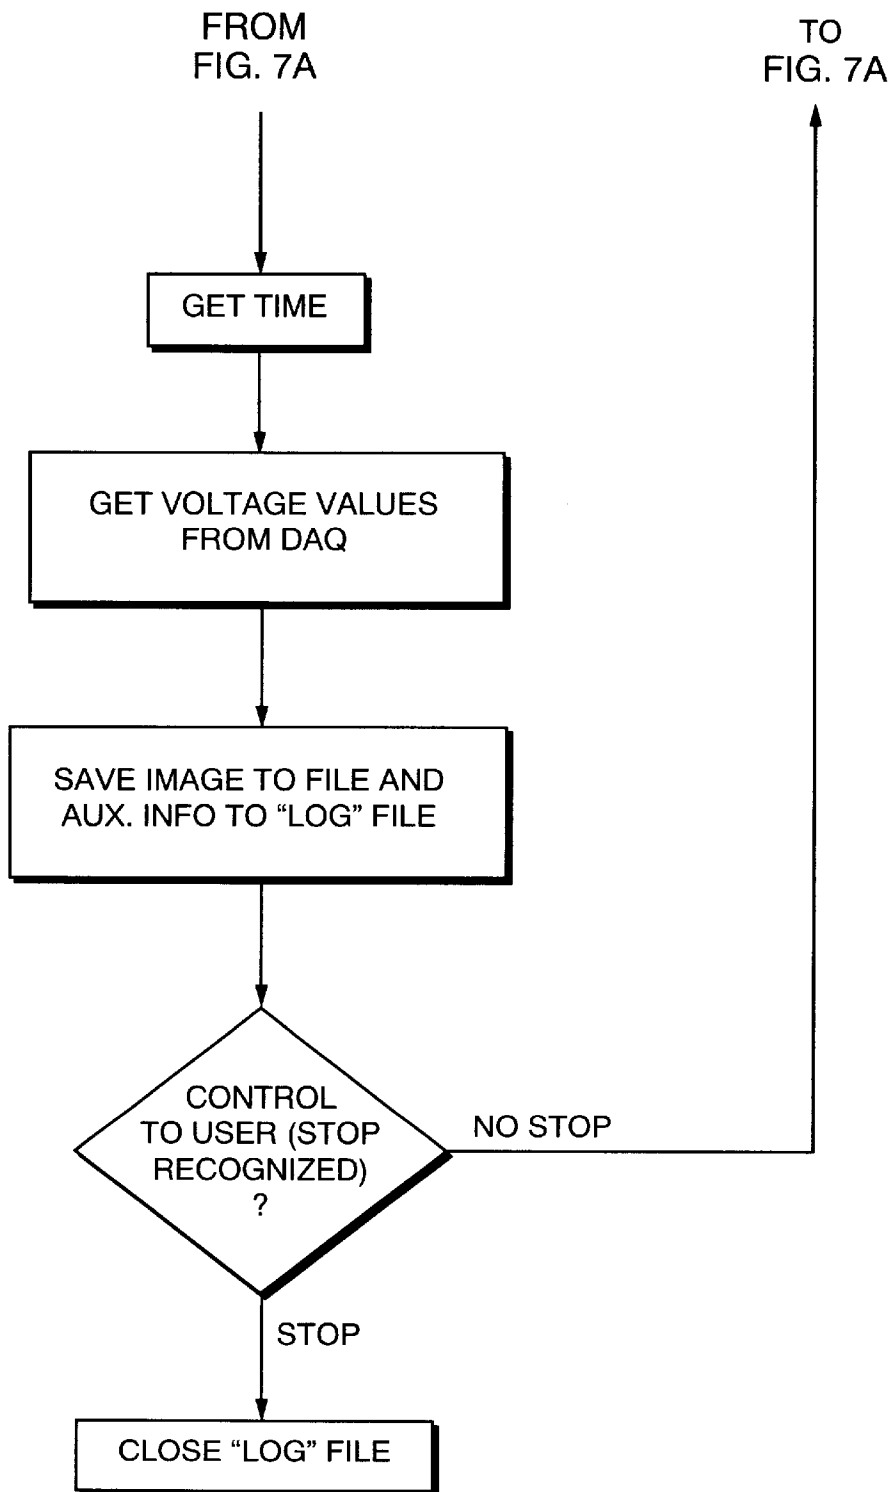 FROM
FIG. 7A
TO
FIG. 7A
GET TIME
GET VOLTAGE VALUES
FROM DAQ
SAVE IMAGE TO FILE AND
AUX. INFO TO “LOG” FILE
CONTROL
TO USER (STOP
RECOGNIZED)
?
NO STOP
STOP
CLOSE “LOG” FILE